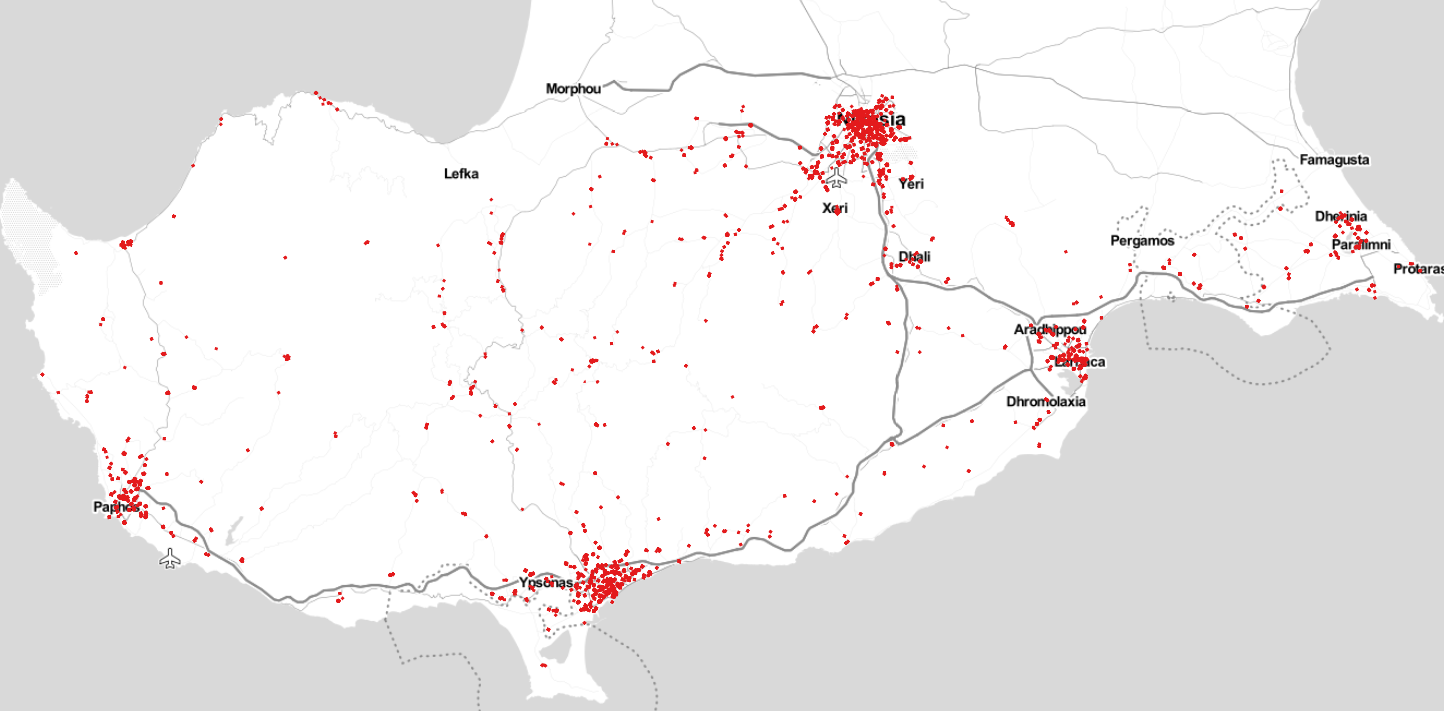 Morphou
Nicosia
Famagusta
Lefka
Yeri
Xeri
Dherinia
Pergamos
Paralimni
Dhali
Protaras
Aradhippou
Larnaca
Dhromolaxia
Paphos
Ypsonas